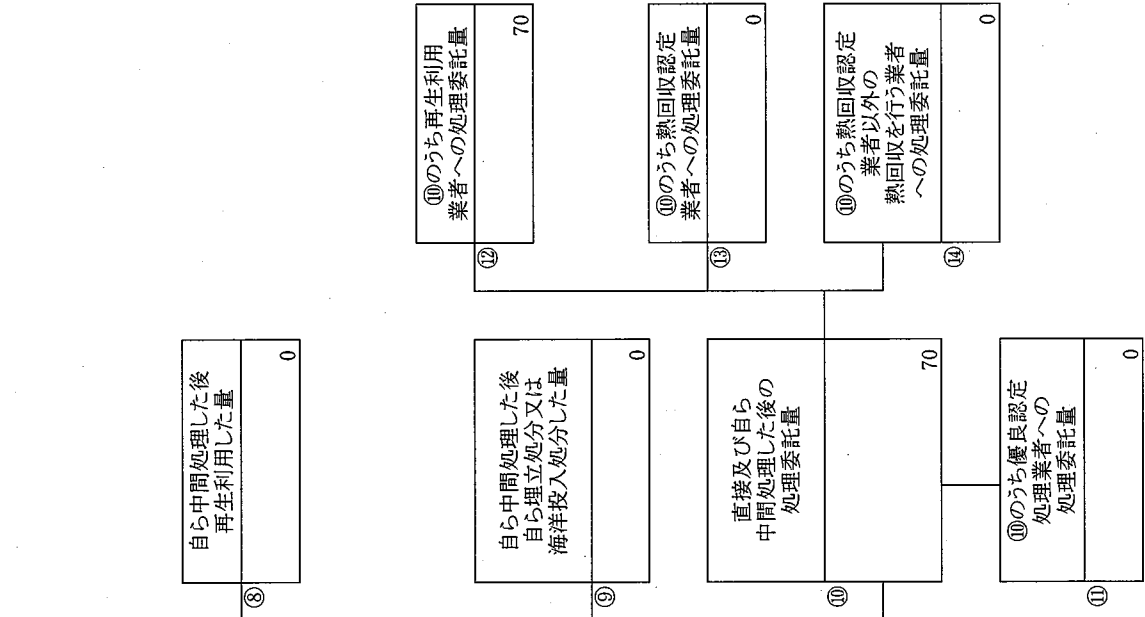 ⑧
自ら中間処理した後
再生利用した量
0
⑨
自ら中間処理した後
自ら埋立処分又は
海洋投入処分した量
0
⑩
直接及び自ら
中間処理した後の
処理委託量
70
⑪
⑩のうち優良認定
処理業者への
処理委託量
0
⑫
⑩のうち再生利用
業者への処理委託量
70
⑬
⑩のうち熱回収認定
業者への処理委託量
0
⑭
⑩のうち熱回収認定
業者以外の
熱回収を行う業者
への処理委託量
0